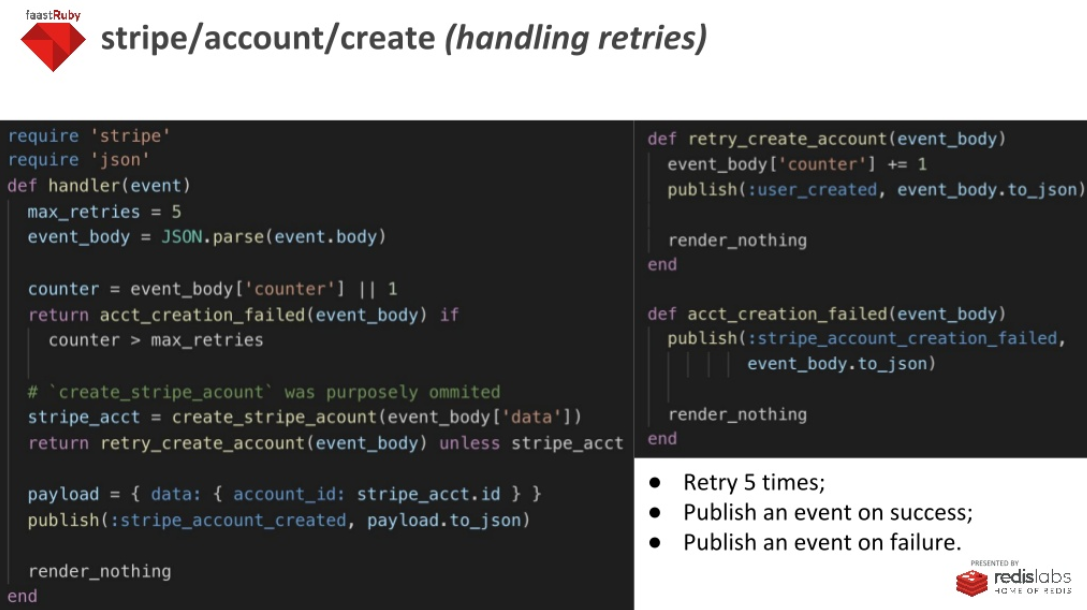 faastRuby
stripe/account/create (handling retries)
require 'stripe'
require 'json'
def handler(event)
max_retries = 5
event_body = JSON.parse(event.body)
counter = event_body['counter'] || 1
return acct_creation_failed(event_body) if
counter > max_retries
# `create_stripe_acount` was purposely ommited
stripe_acct = create_stripe_acount(event_body['data'])
return retry_create_account(event_body) unless stripe_acct
payload = { data: { account_id: stripe_acct.id } }
publish(:stripe_account_created, payload.to_json)
render_nothing
end
def retry_create_account(event_body)
event_body['counter'] += 1
publish(:user_created, event_body.to_json)
render_nothing
end
def acct_creation_failed(event_body)
publish(:stripe_account_creation_failed,
event_body.to_json)
render_nothing
end
● Retry 5 times;
● Publish an event on success;
● Publish an event on failure.
PRESENTED BY
redislabs
HOME OF REDIS